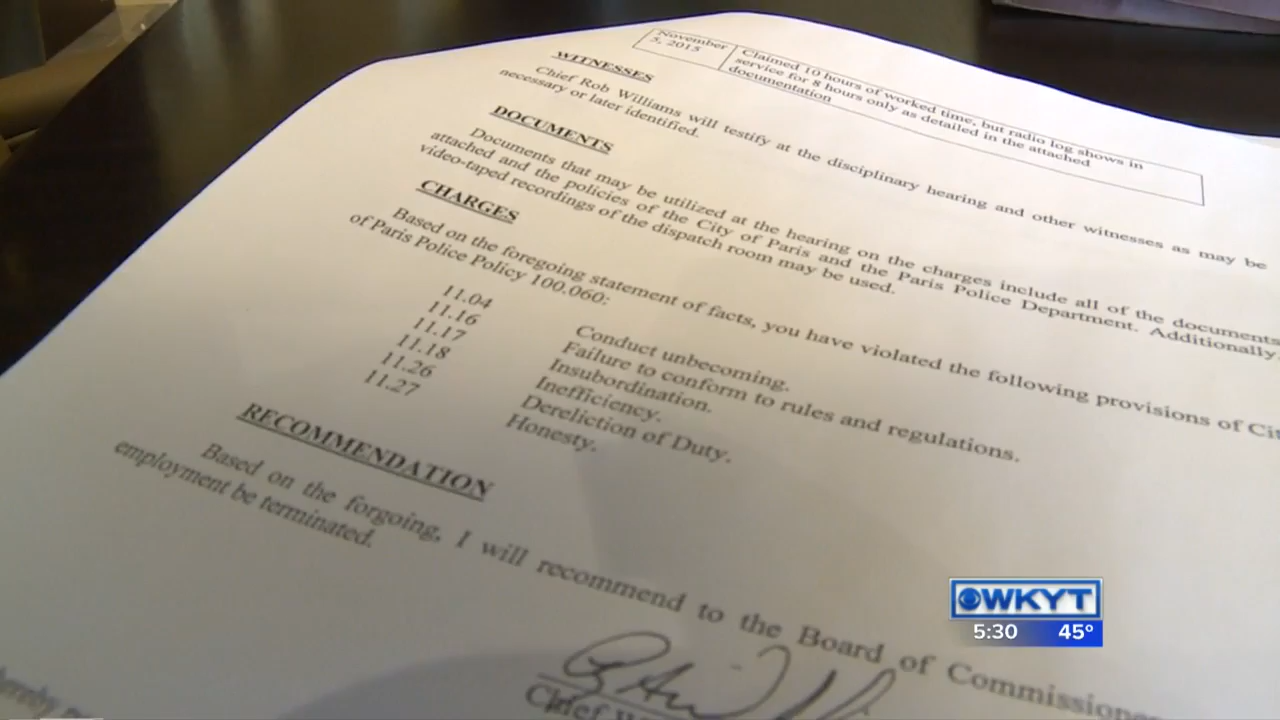 November
5, 2015
Claimed 10 hours of worked time, but radio log shows in
service for 8 hours only as detailed in the attached
documentation
WITNESSES
Chief Rob Williams will testify at the disciplinary hearing and other witnesses as may be
necessary or later identified.
DOCUMENTS
Documents that may be utilized at the hearing on the charges include all of the documents
attached and the policies of the City of Paris and the Paris Police Department. Additionally
video-taped recordings of the dispatch room may be used.
CHARGES
Based on the foregoing statement of facts, you have violated the following provisions of Cit
of Paris Police Policy 100.060:
11.04 Conduct unbecoming.
11.16 Failure to conform to rules and regulations.
11.17 Insubordination.
11.18 Inefficiency.
11.26 Dereliction of Duty.
11.27 Honesty.
RECOMMENDATION
Based on the forgoing, I will recommend to the Board of Commissione
employment be terminated.
Chief
WKYT
5:30 45°